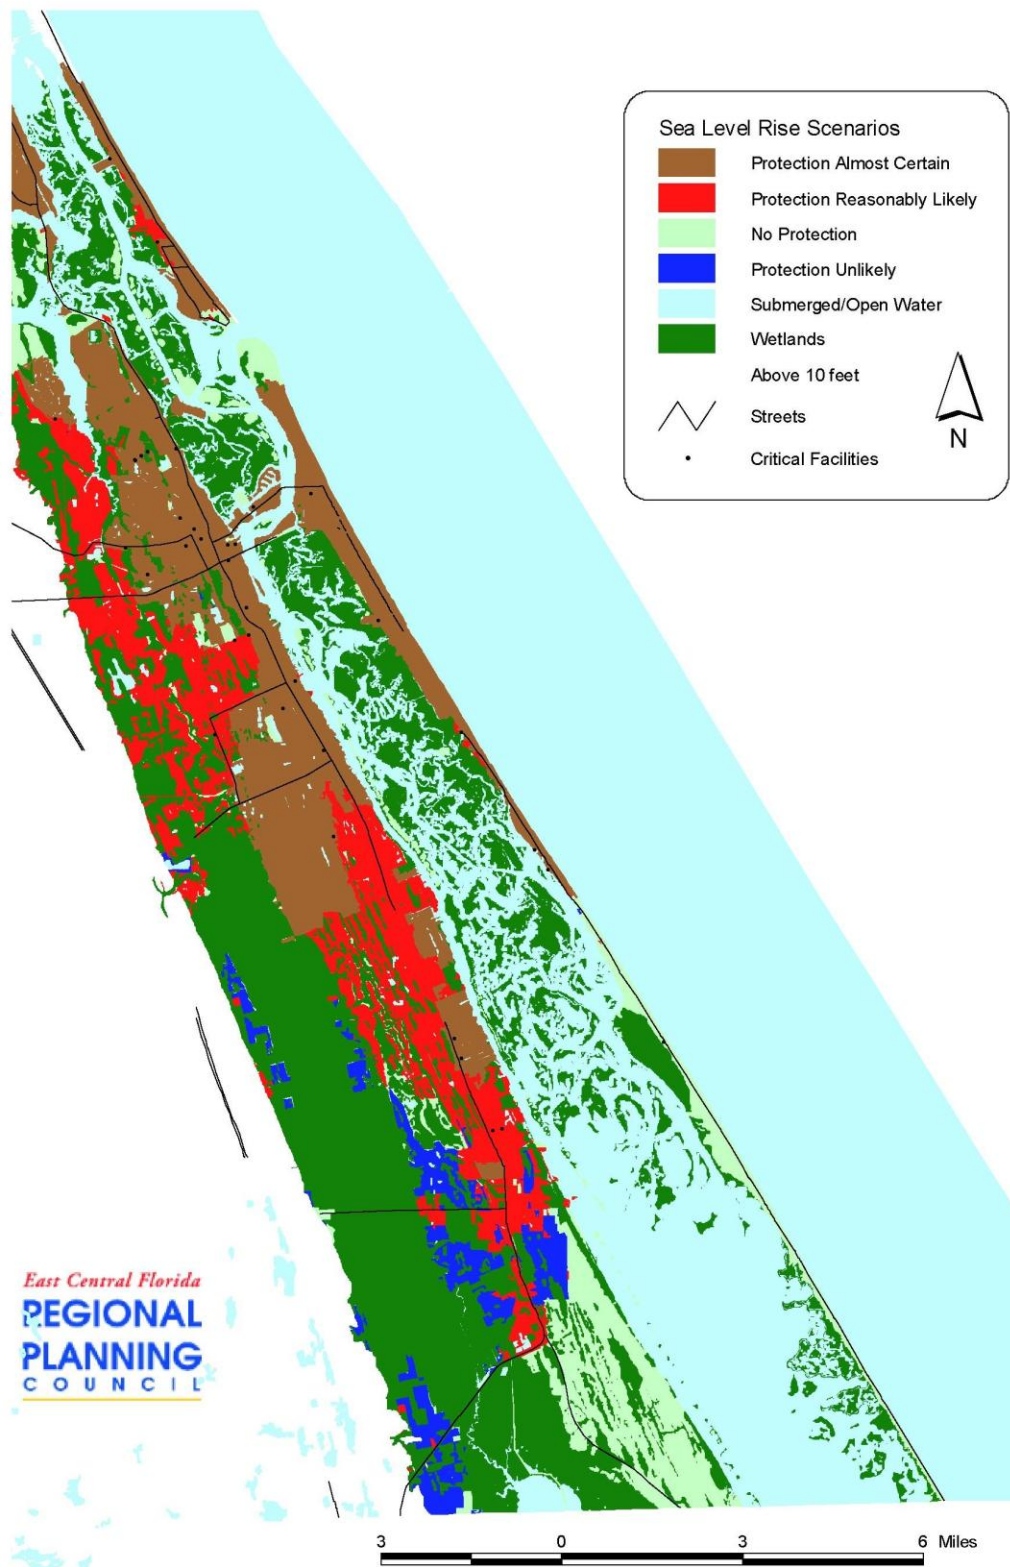 Sea Level Rise Scenarios
Protection Almost Certain
Protection Reasonably Likely
No Protection
Protection Unlikely
Submerged/Open Water
Wetlands
Above 10 feet
Streets
Critical Facilities
N
East Central Florida
REGIONAL
PLANNING
COUNCIL
3 0 3 6 Miles